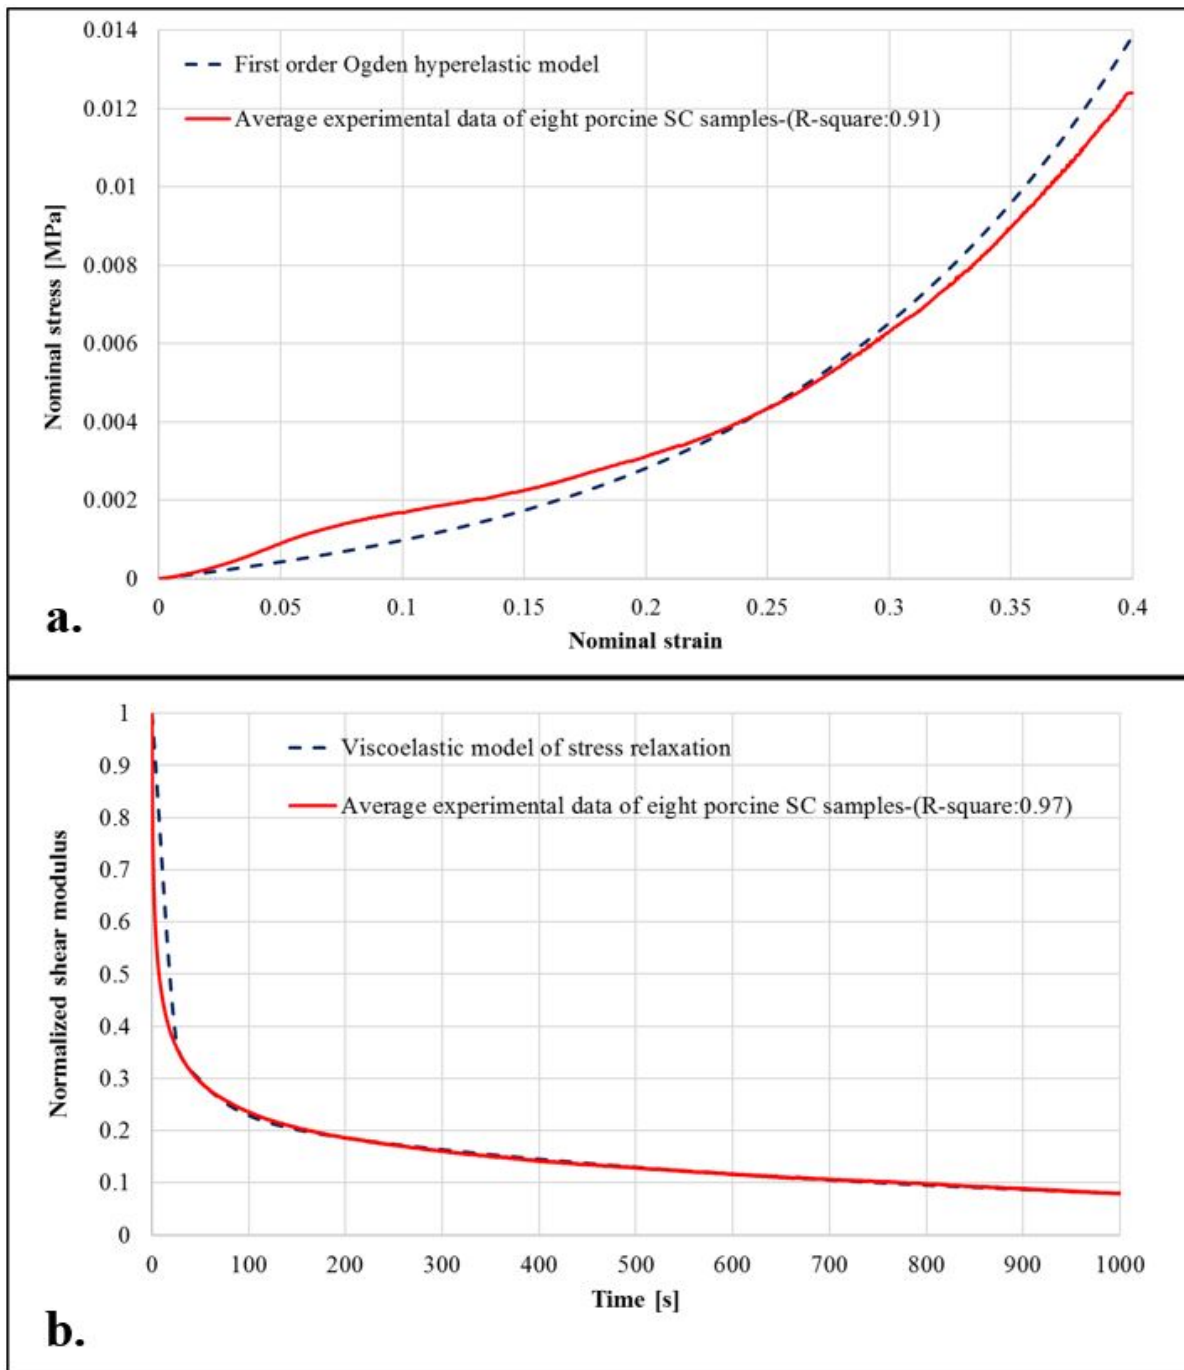 0.014
First order Ogden hyperelastic model
0.012
Average experimental data of eight porcine SC samples-(R-square:0.91)
0.01
0.008
0.006
0.004
0.002
0
Nominal stress [MPa]
0 0.05 0.1 0.15 0.2 0.25 0.3 0.35 0.4
Nominal strain
a.
1
Viscoelastic model of stress relaxation
0.9
Average experimental data of eight porcine SC samples-(R-square:0.97)
0.8
0.7
0.6
0.5
0.4
0.3
0.2
0.1
0
Normalized shear modulus
0 100 200 300 400 500 600 700 800 900 1000
Time [s]
b.